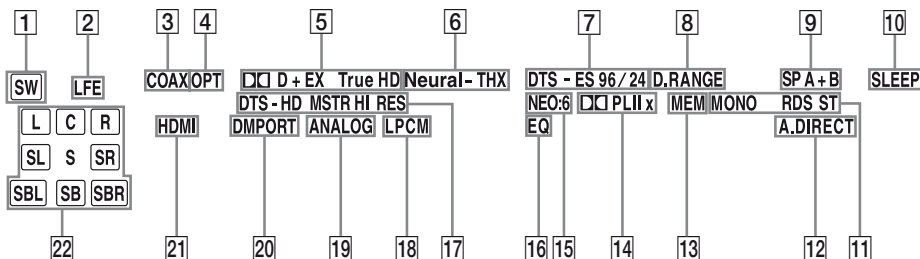 1 2 3 4 5 6 7 8 9 10
SW LFE COAX OPT D + EX True HD Neural - THX DTS - ES 96 / 24 D.RANGE SP A + B SLEEP
DTS - HD MSTR HI RES NEO:6 PLII x MEM MONO RDS ST
L C R HDMI DMPORT ANALOG LPCM EQ A.DIRECT
SL S SR
SBL SB SBR
22 21 20 19 18 17 16 15 14 13 12 11